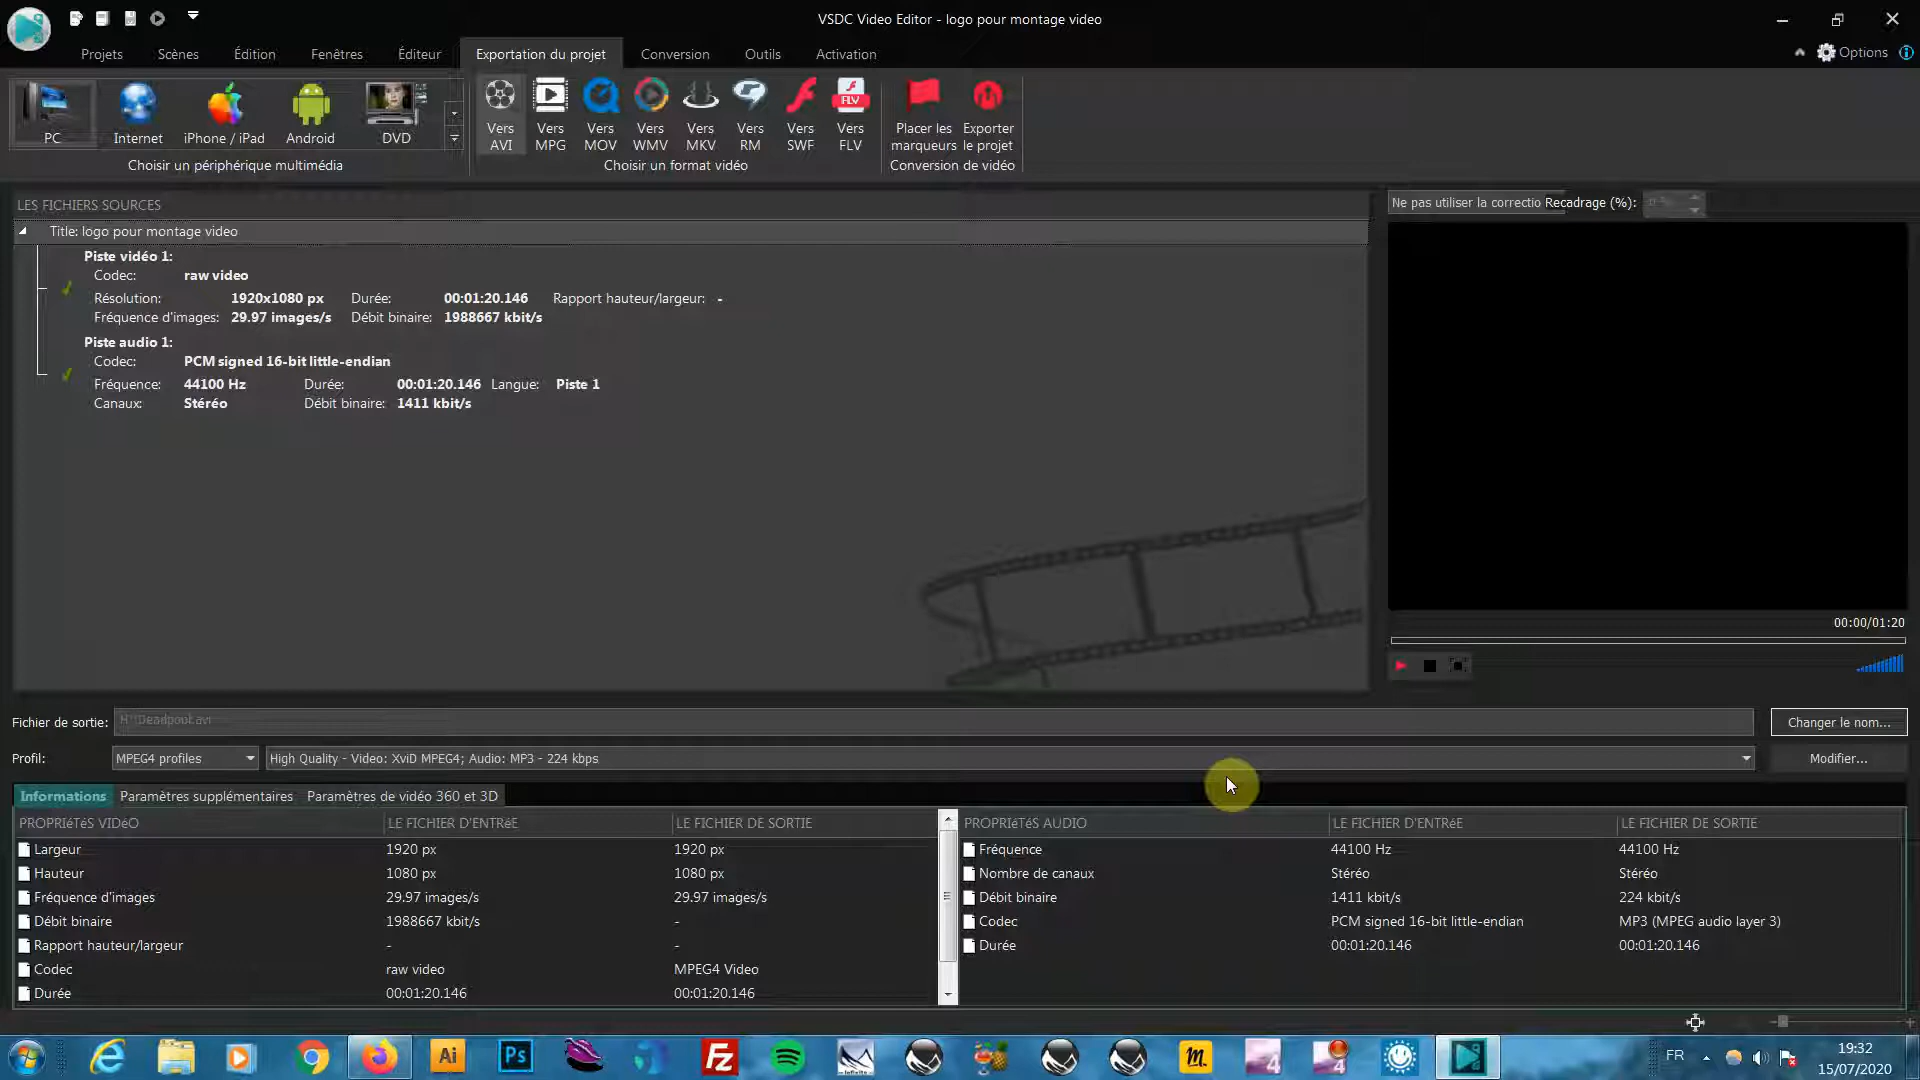 VSDC Video Editor - logo pour montage video
Projets Scènes Édition Fenêtres Éditeur Exportation du projet Conversion Outils Activation Options
PC Internet iPhone / iPad Android DVD
Choisir un périphérique multimédia
Vers AVI Vers MPG Vers MOV Vers WMV Vers MKV Vers RM Vers SWF FLV Vers FLV
Choisir un format vidéo
Placer les marqueurs Exporter le projet
Conversion de vidéo
LES FICHIERS SOURCES
Ne pas utiliser la correctio Recadrage (%):
Title: logo pour montage video
Piste vidéo 1:
Codec: raw video
Résolution: 1920x1080 px Durée: 00:01:20.146 Rapport hauteur/largeur: -
Fréquence d'images: 29.97 images/s Débit binaire: 1988667 kbit/s
Piste audio 1:
Codec: PCM signed 16-bit little-endian
Fréquence: 44100 Hz Durée: 00:01:20.146 Langue: Piste 1
Canaux: Stéréo Débit binaire: 1411 kbit/s
00:00/01:20
Fichier de sortie: H:\Deadpool.avi Changer le nom...
Profil: MPEG4 profiles High Quality - Video: XviD MPEG4; Audio: MP3 - 224 kbps Modifier...
Informations Paramètres supplémentaires Paramètres de vidéo 360 et 3D
PROPRIéTéS VIDéO LE FICHIER D'ENTRéE LE FICHIER DE SORTIE
Largeur 1920 px 1920 px
Hauteur 1080 px 1080 px
Fréquence d'images 29.97 images/s 29.97 images/s
Débit binaire 1988667 kbit/s -
Rapport hauteur/largeur - -
Codec raw video MPEG4 Video
Durée 00:01:20.146 00:01:20.146
PROPRIéTéS AUDIO LE FICHIER D'ENTRéE LE FICHIER DE SORTIE
Fréquence 44100 Hz 44100 Hz
Nombre de canaux Stéréo Stéréo
Débit binaire 1411 kbit/s 224 kbit/s
Codec PCM signed 16-bit little-endian MP3 (MPEG audio layer 3)
Durée 00:01:20.146 00:01:20.146
Ai Ps Fz m 4 4 FR 19:32
15/07/2020